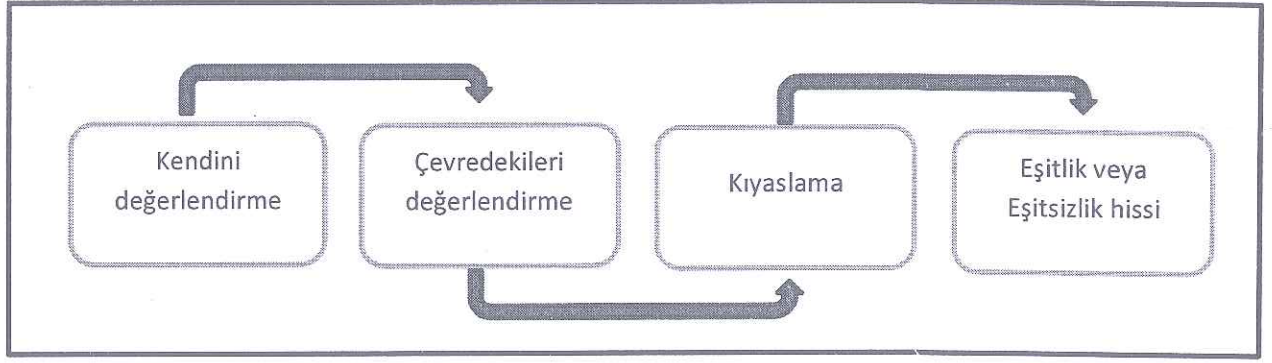 Kendini
değerlendirme
Çevredekileri
değerlendirme
Kıyaslama
Eşitlik veya
Eşitsizlik hissi